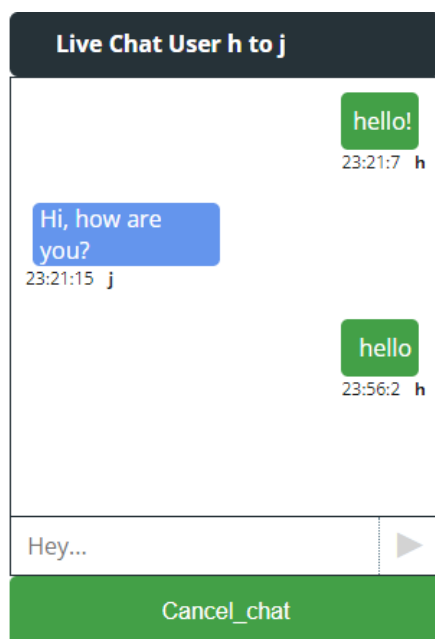 Live Chat User h to j
hello!
23:21:7 h
Hi, how are
you?
23:21:15 j
hello
23:56:2 h
Hey...
Cancel_chat